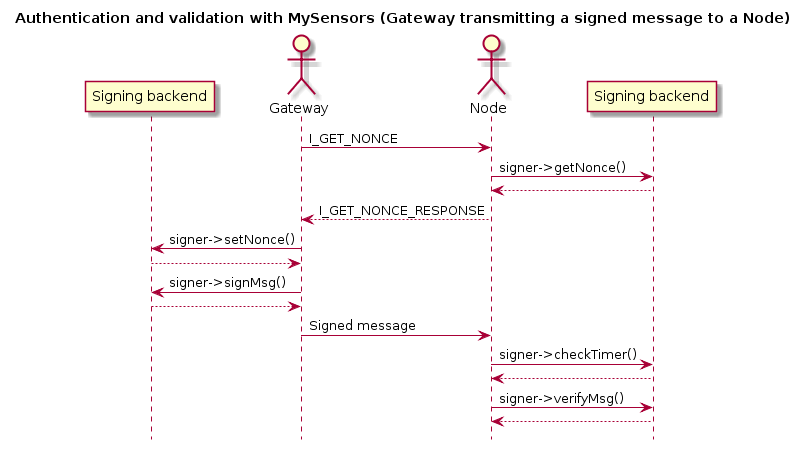 Authentication and validation with MySensors (Gateway transmitting a signed message to a Node)
Signing backend
Gateway
Node
Signing backend
I_GET_NONCE
signer->getNonce()
I_GET_NONCE_RESPONSE
signer->setNonce()
signer->signMsg()
Signed message
signer->checkTimer()
signer->verifyMsg()